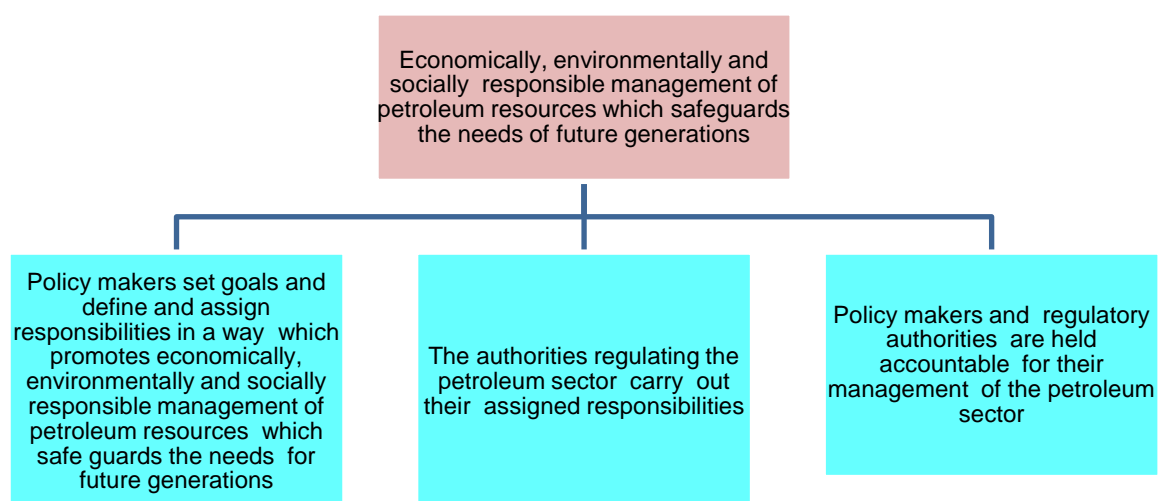 Economically, environmentally and
socially responsible management of
petroleum resources which safeguards
the needs of future generations
Policy makers set goals and
define and assign
responsibilities in a way which
promotes economically,
environmentally and socially
responsible management of
petroleum resources which
safe guards the needs for
future generations
The authorities regulating the
petroleum sector carry out
their assigned responsibilities
Policy makers and regulatory
authorities are held
accountable for their
management of the petroleum
sector